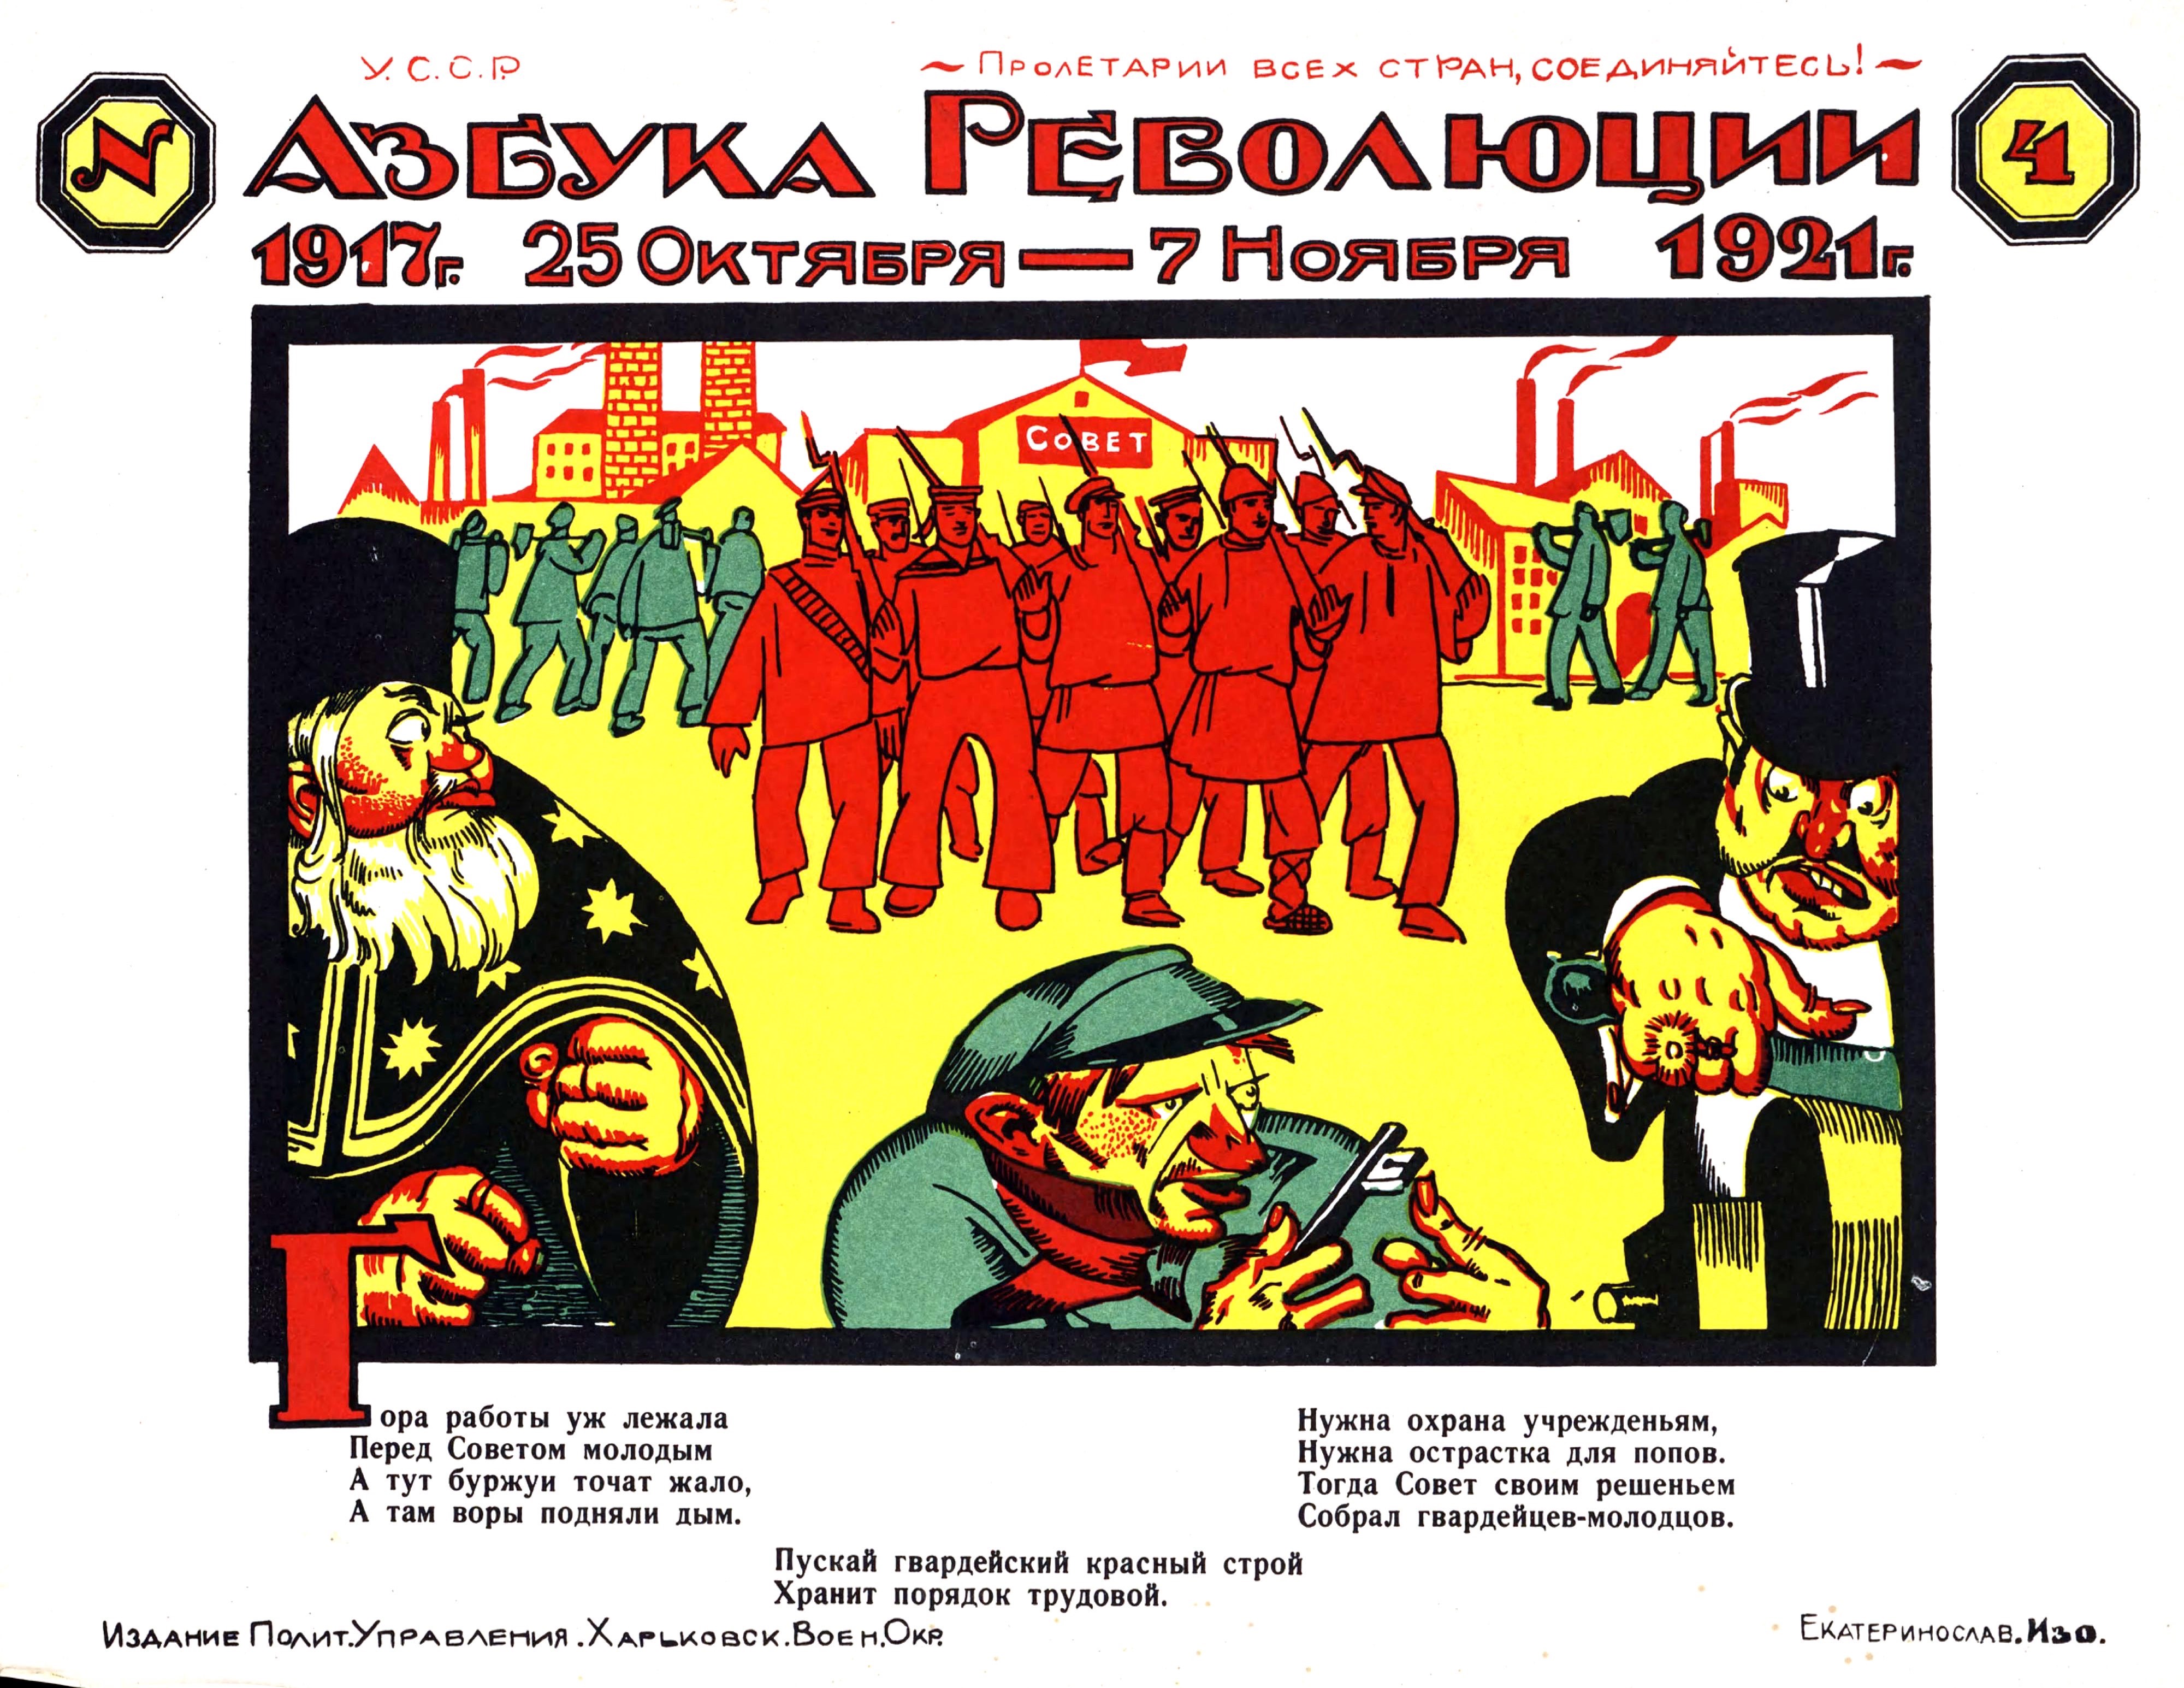 У.С.С.Р.
~ Пролетарии всех стран, соединяйтесь! ~
N Азбука Революции 4
1917г. 25 Октября — 7 Ноября 1921г.
Совет
Гора работы уж лежала
Перед Советом молодым
А тут буржуи точат жало,
А там воры подняли дым.
Нужна охрана учрежденьям,
Нужна острастка для попов.
Тогда Совет своим решеньем
Собрал гвардейцев-молодцов.
Пускай гвардейский красный строй
Хранит порядок трудовой.
Издание Полит.Управления.Харьковск.Воен.Окр.
Екатеринослав.Изо.